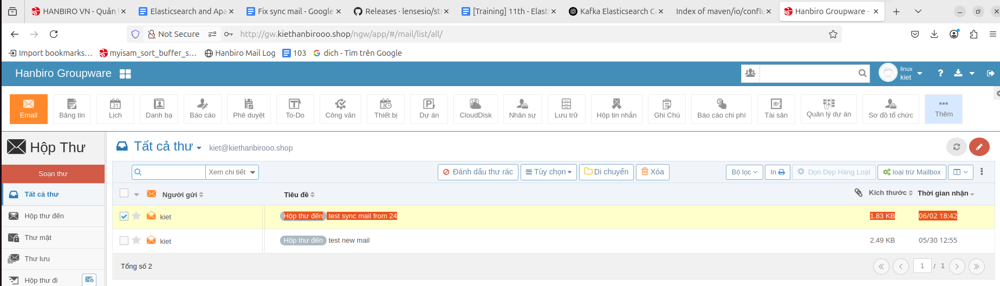 HANBIRO VN - Quản l
Elasticsearch and Apa
Fix sync mail - Google
Releases · lensesio/str
[Training] 11th - Elasti
Kafka Elasticsearch Co
Index of maven/io/conflu
Hanbiro Groupware -
Not Secure
http://gw.kiethanbirooo.shop/ngw/app/#/mail/list/all/
Import bookmarks…
myisam_sort_buffer_s…
Hanbiro Mail Log
103
dich - Tìm trên Google
Hanbiro Groupware
linux
kiet
?
Email
Bảng tin
31
Lịch
Danh bạ
Báo cáo
Phê duyệt
To-Do
Công văn
Thiết bị
Dự án
CloudDisk
Nhân sự
Lưu trữ
Hộp tin nhắn
Ghi Chú
Báo cáo chi phí
Tài sản
Quản lý dự án
Sơ đồ tổ chức
Thêm
Hộp Thư
Tất cả thư kiet@kiethanbirooo.shop
Soạn thư
Xem chi tiết
Đánh dấu thư rác
Tùy chọn
Di chuyển
Xóa
Bộ lọc
In
Dọn Dẹp Hàng Loạt
loại trừ Mailbox
Tất cả thư
Hộp thư đến
Thư mật
Thư lưu
Hộp thư đi
Người gửi Tiêu đề Kích thước Thời gian nhận
kiet Hộp thư đến test sync mail from 24 1.83 KB 06/02 18:42
kiet Hộp thư đến test new mail 2.49 KB 05/30 12:55
Tổng số 2
1 / 1